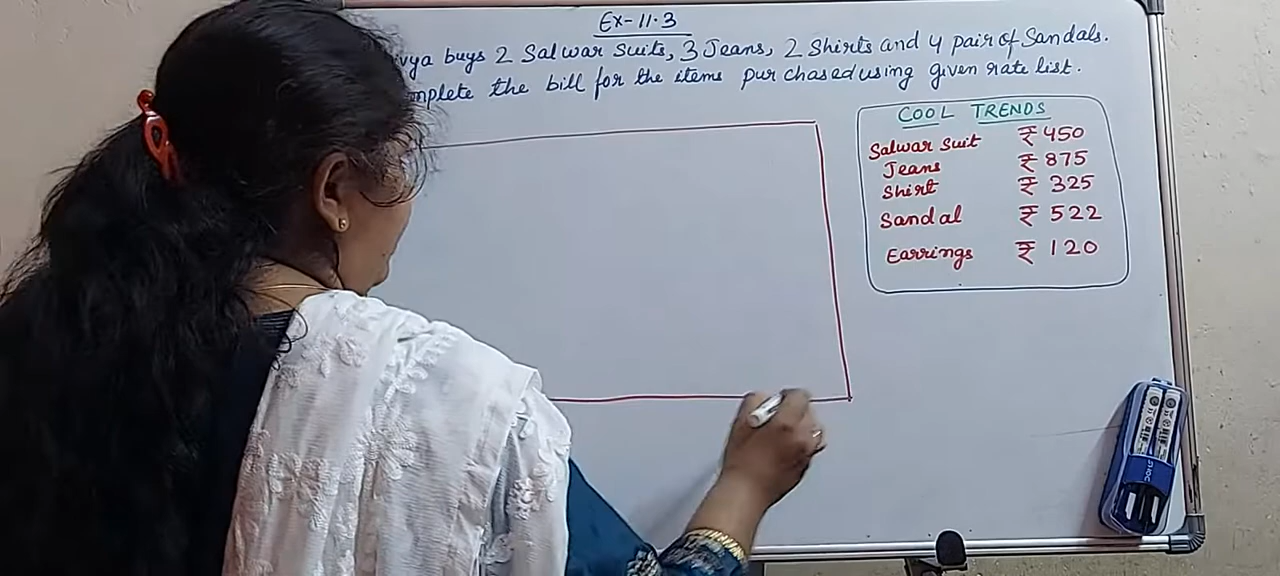 Ex-11.3
buys 2 Salwar Suits, 3 Jeans, 2 Shirts and 4 pair of Sandals.
the bill for the items purchased using given rate list.
COOL TRENDS
Salwar Suit ₹ 450
Jeans ₹ 875
Shirt ₹ 325
Sandal ₹ 522
Earrings ₹ 120